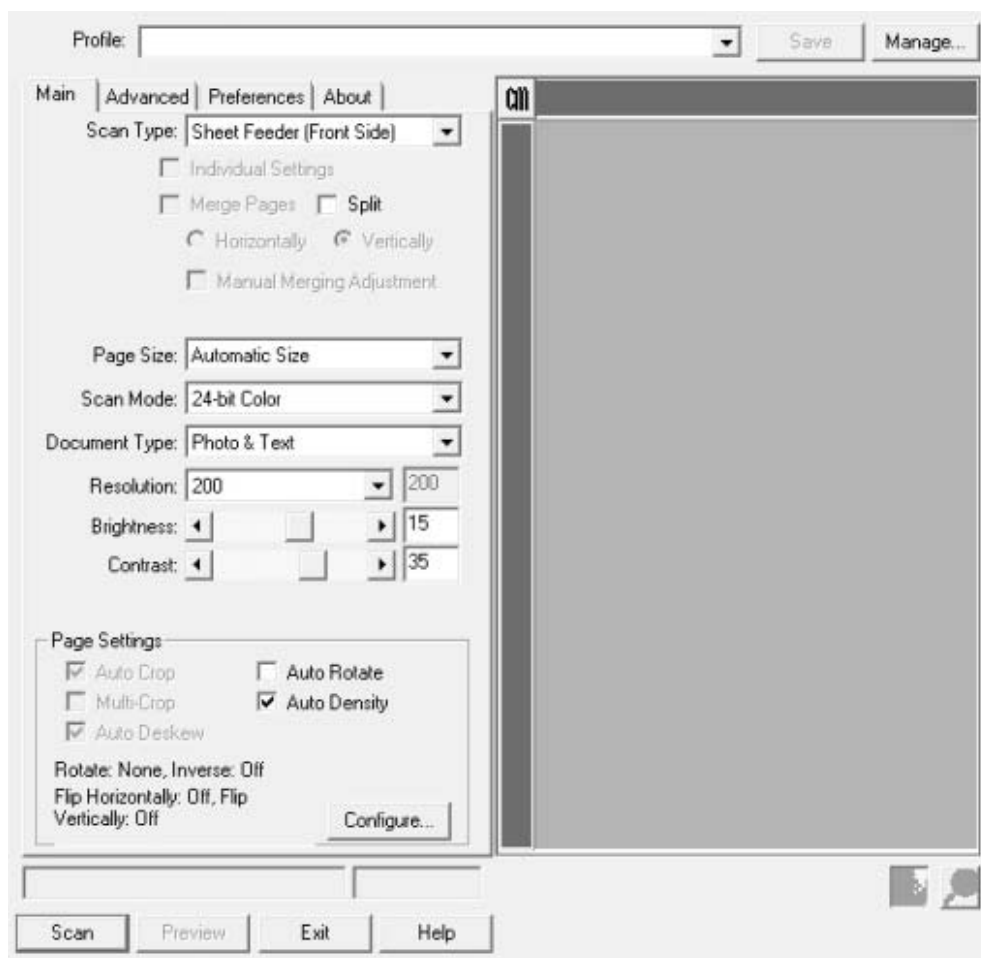 Profile: Save Manage...
Main Advanced Preferences About
Scan Type: Sheet Feeder (Front Side)
Individual Settings
Merge Pages Split
Horizontally Vertically
Manual Merging Adjustment
Page Size: Automatic Size
Scan Mode: 24-bit Color
Document Type: Photo & Text
Resolution: 200 200
Brightness: 15
Contrast: 35
Page Settings
Auto Crop Auto Rotate
Multi-Crop Auto Density
Auto Deskew
Rotate: None, Inverse: Off
Flip Horizontally: Off, Flip
Vertically: Off
Configure...
Scan Preview Exit Help